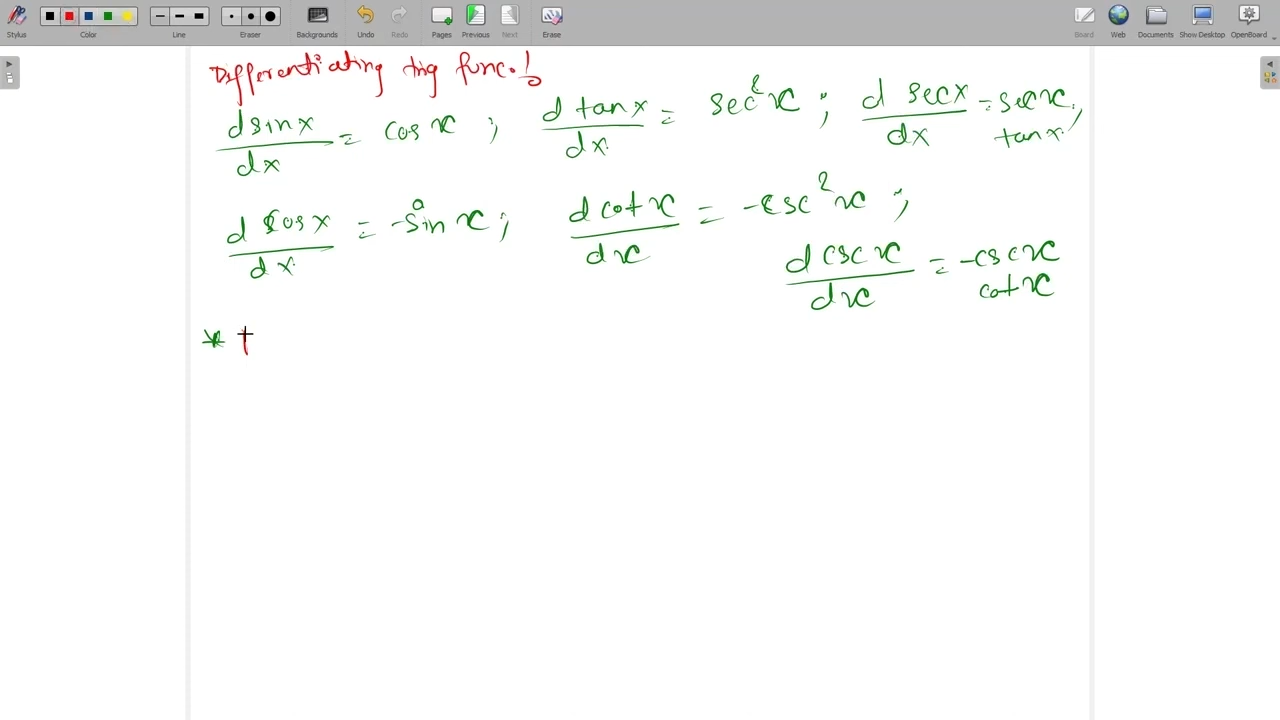 Stylus Color Line Eraser Backgrounds Undo Redo Pages Previous Next Erase Board Web Documents Show Desktop OpenBoard
Differentiating trig func.!
d sin x / dx = cos x ; d tan x / dx = sec² x ; d sec x / dx = sec x tan x ;
d cos x / dx = -sin x ; d cot x / dx = -csc² x ;
d csc x / dx = -csc x cot x
*